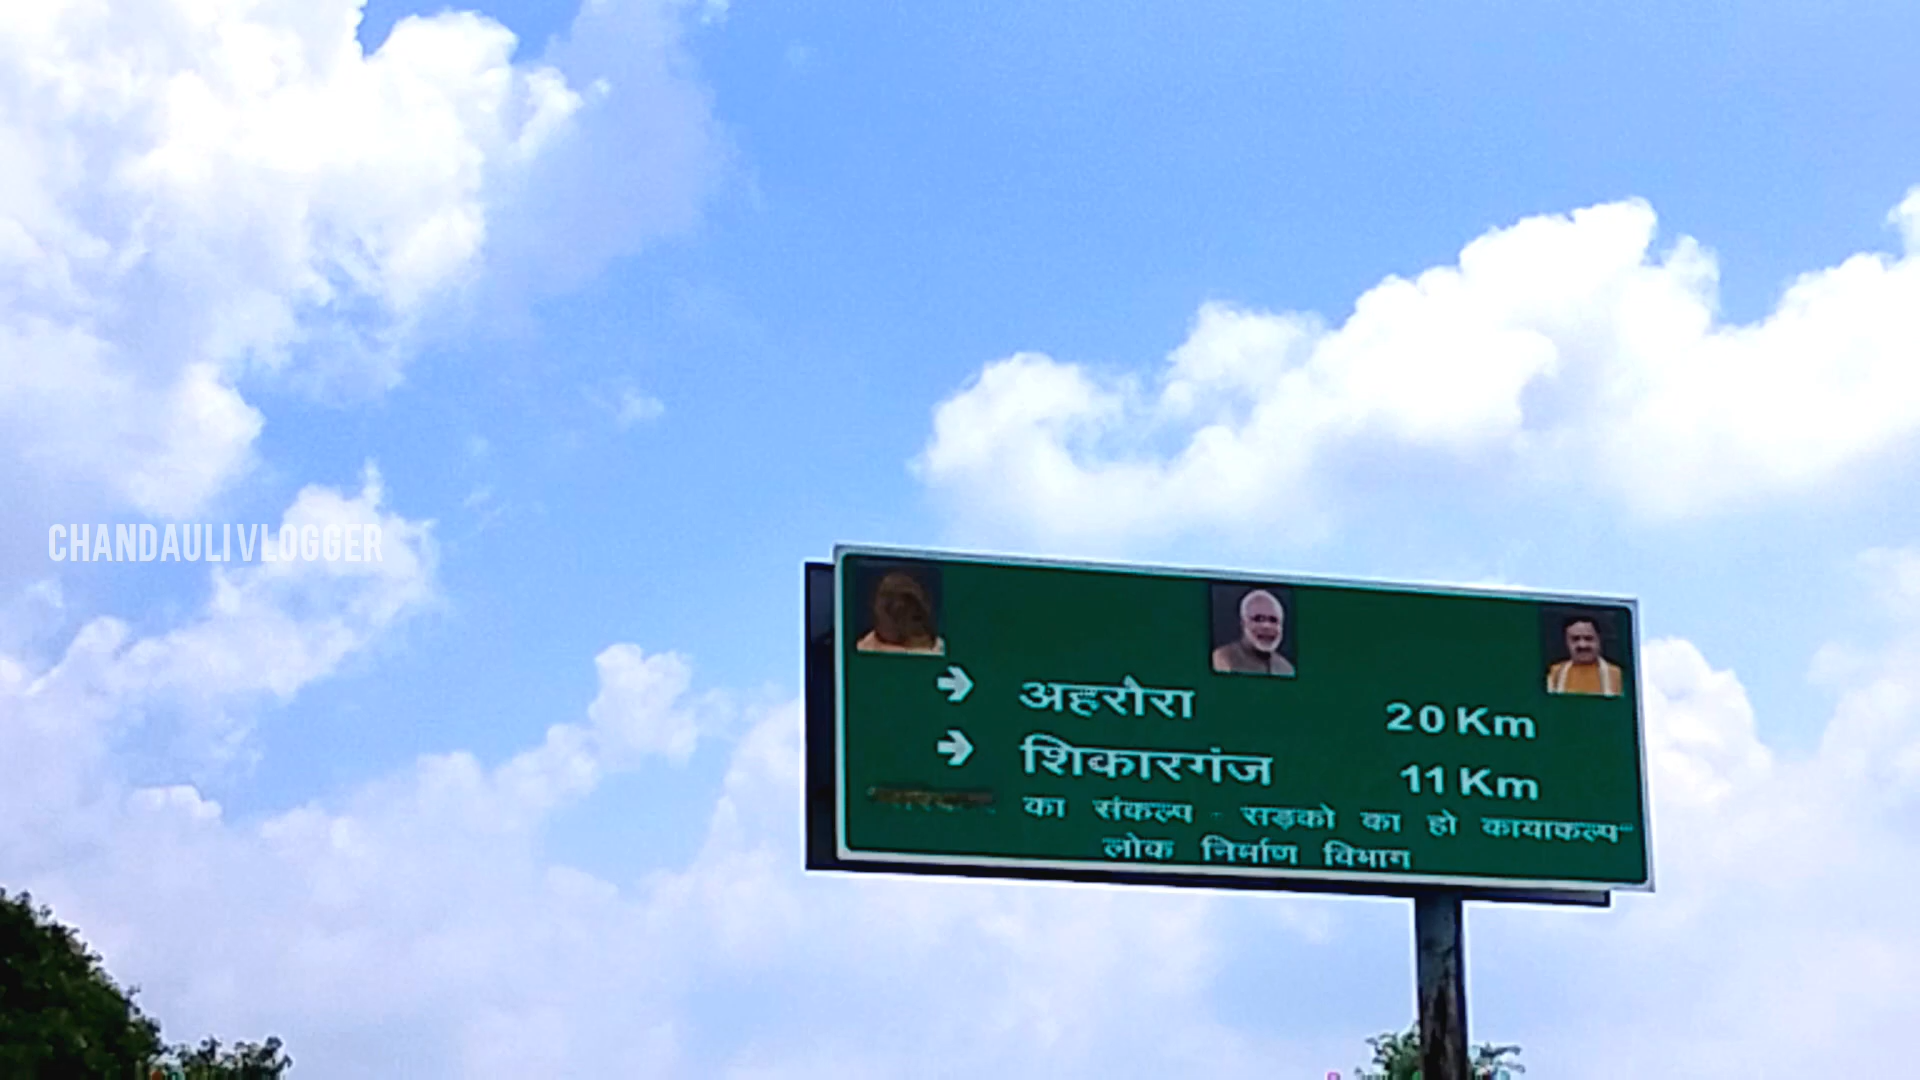 CHANDAULI VLOGGER
→ अहरौरा 20 Km
→ शिकारगंज 11 Km
का संकल्प - सड़को का हो कायाकल्प"
लोक निर्माण विभाग